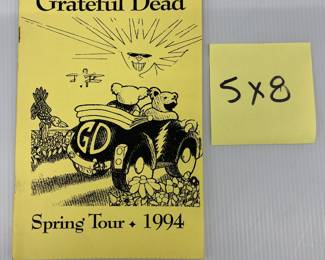 Grateful Dead
GD
Spring Tour ✦ 1994
5x8